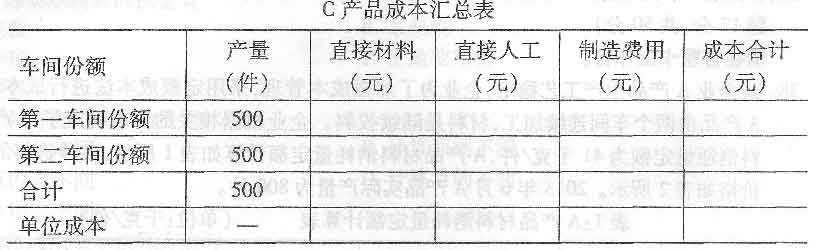 C产品成本汇总表
车间份额 产量(件) 直接材料(元) 直接人工(元) 制造费用(元) 成本合计(元)
第一车间份额 500
第二车间份额 500
合计 500
单位成本 —